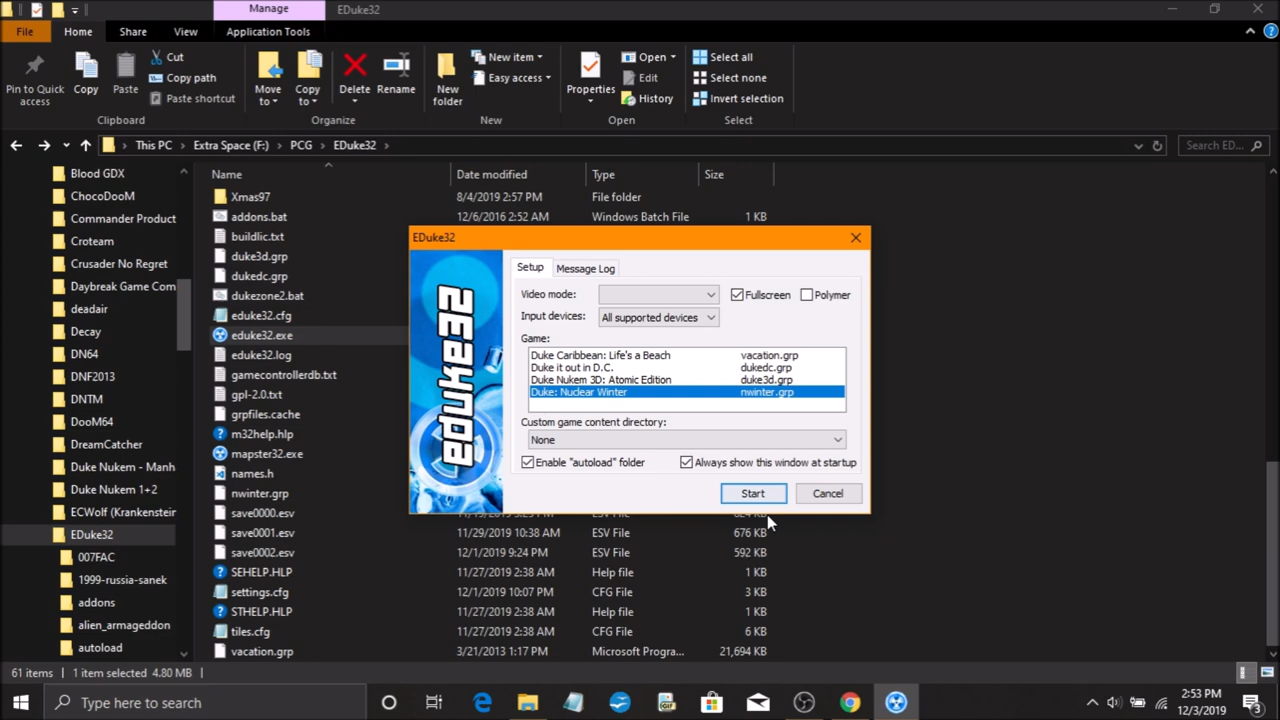 Manage
EDuke32
File
Home
Share
View
Application Tools
Pin to Quick access
Copy
Paste
Cut
Copy path
Paste shortcut
Move to
Copy to
Delete
Rename
New folder
New item
Easy access
Properties
Open
Edit
History
Select all
Select none
Invert selection
Clipboard
Organize
New
Open
Select
This PC > Extra Space (F:) > PCG > EDuke32 >
Search ED...
Blood GDX
ChocoDooM
Commander Product
Croteam
Crusader No Regret
Daybreak Game Com
deadair
Decay
DN64
DNF2013
DNTM
DooM64
DreamCatcher
Duke Nukem - Manh
Duke Nukem 1+2
ECWolf (Krankenstein
EDuke32
007FAC
1999-russia-sanek
addons
alien_armageddon
autoload
Name Date modified Type Size
Xmas97 8/4/2019 2:57 PM File folder
addons.bat 12/6/2016 2:52 AM Windows Batch File 1 KB
buildlic.txt
duke3d.grp
dukedc.grp
dukezone2.bat
eduke32.cfg
eduke32.exe
eduke32.log
gamecontrollerdb.txt
gpl-2.0.txt
grpfiles.cache
m32help.hlp
mapster32.exe
names.h
nwinter.grp
save0000.esv
save0001.esv 11/29/2019 10:38 AM ESV File 676 KB
save0002.esv 12/1/2019 9:24 PM ESV File 592 KB
SEHELP.HLP 11/27/2019 2:38 AM Help file 1 KB
settings.cfg 12/1/2019 10:07 PM CFG File 3 KB
STHELP.HLP 11/27/2019 2:38 AM Help file 1 KB
tiles.cfg 11/27/2019 2:38 AM CFG File 6 KB
vacation.grp 3/21/2013 1:17 PM Microsoft Progra... 21,694 KB
EDuke32
eduke32
Setup
Message Log
Video mode:
Fullscreen
Polymer
Input devices: All supported devices
Game:
Duke Caribbean: Life's a Beach vacation.grp
Duke it out in D.C. dukedc.grp
Duke Nukem 3D: Atomic Edition duke3d.grp
Duke: Nuclear Winter nwinter.grp
Custom game content directory:
None
Enable "autoload" folder
Always show this window at startup
Start
Cancel
61 items 1 item selected 4.80 MB
Type here to search
GIF
2:53 PM
12/3/2019
3